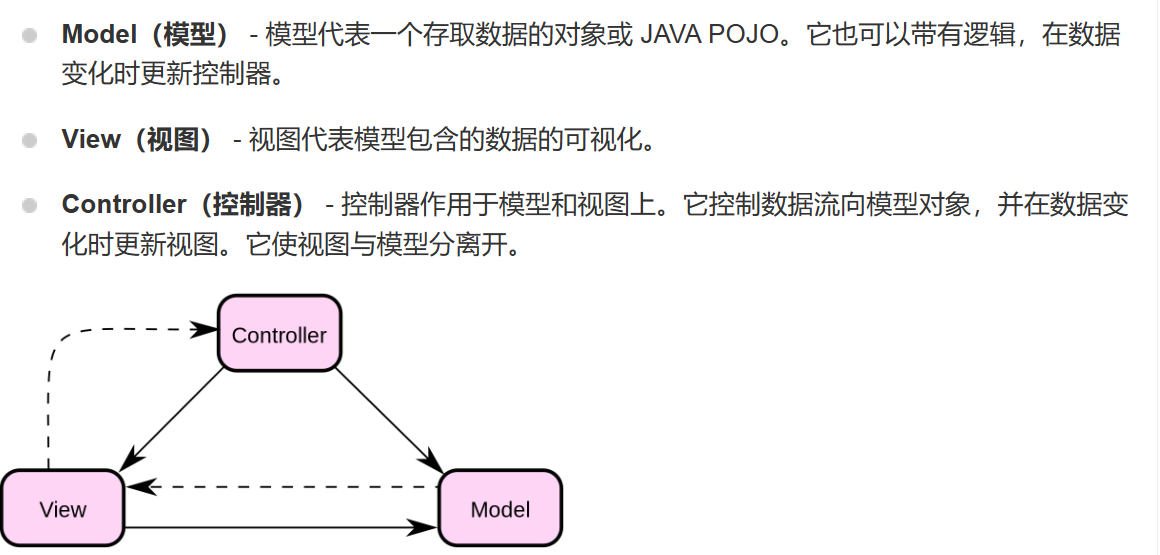 Model（模型） - 模型代表一个存取数据的对象或 JAVA POJO。它也可以带有逻辑，在数据
变化时更新控制器。
View（视图） - 视图代表模型包含的数据的可视化。
Controller（控制器） - 控制器作用于模型和视图上。它控制数据流向模型对象，并在数据变
化时更新视图。它使视图与模型分离开。
Controller
View
Model